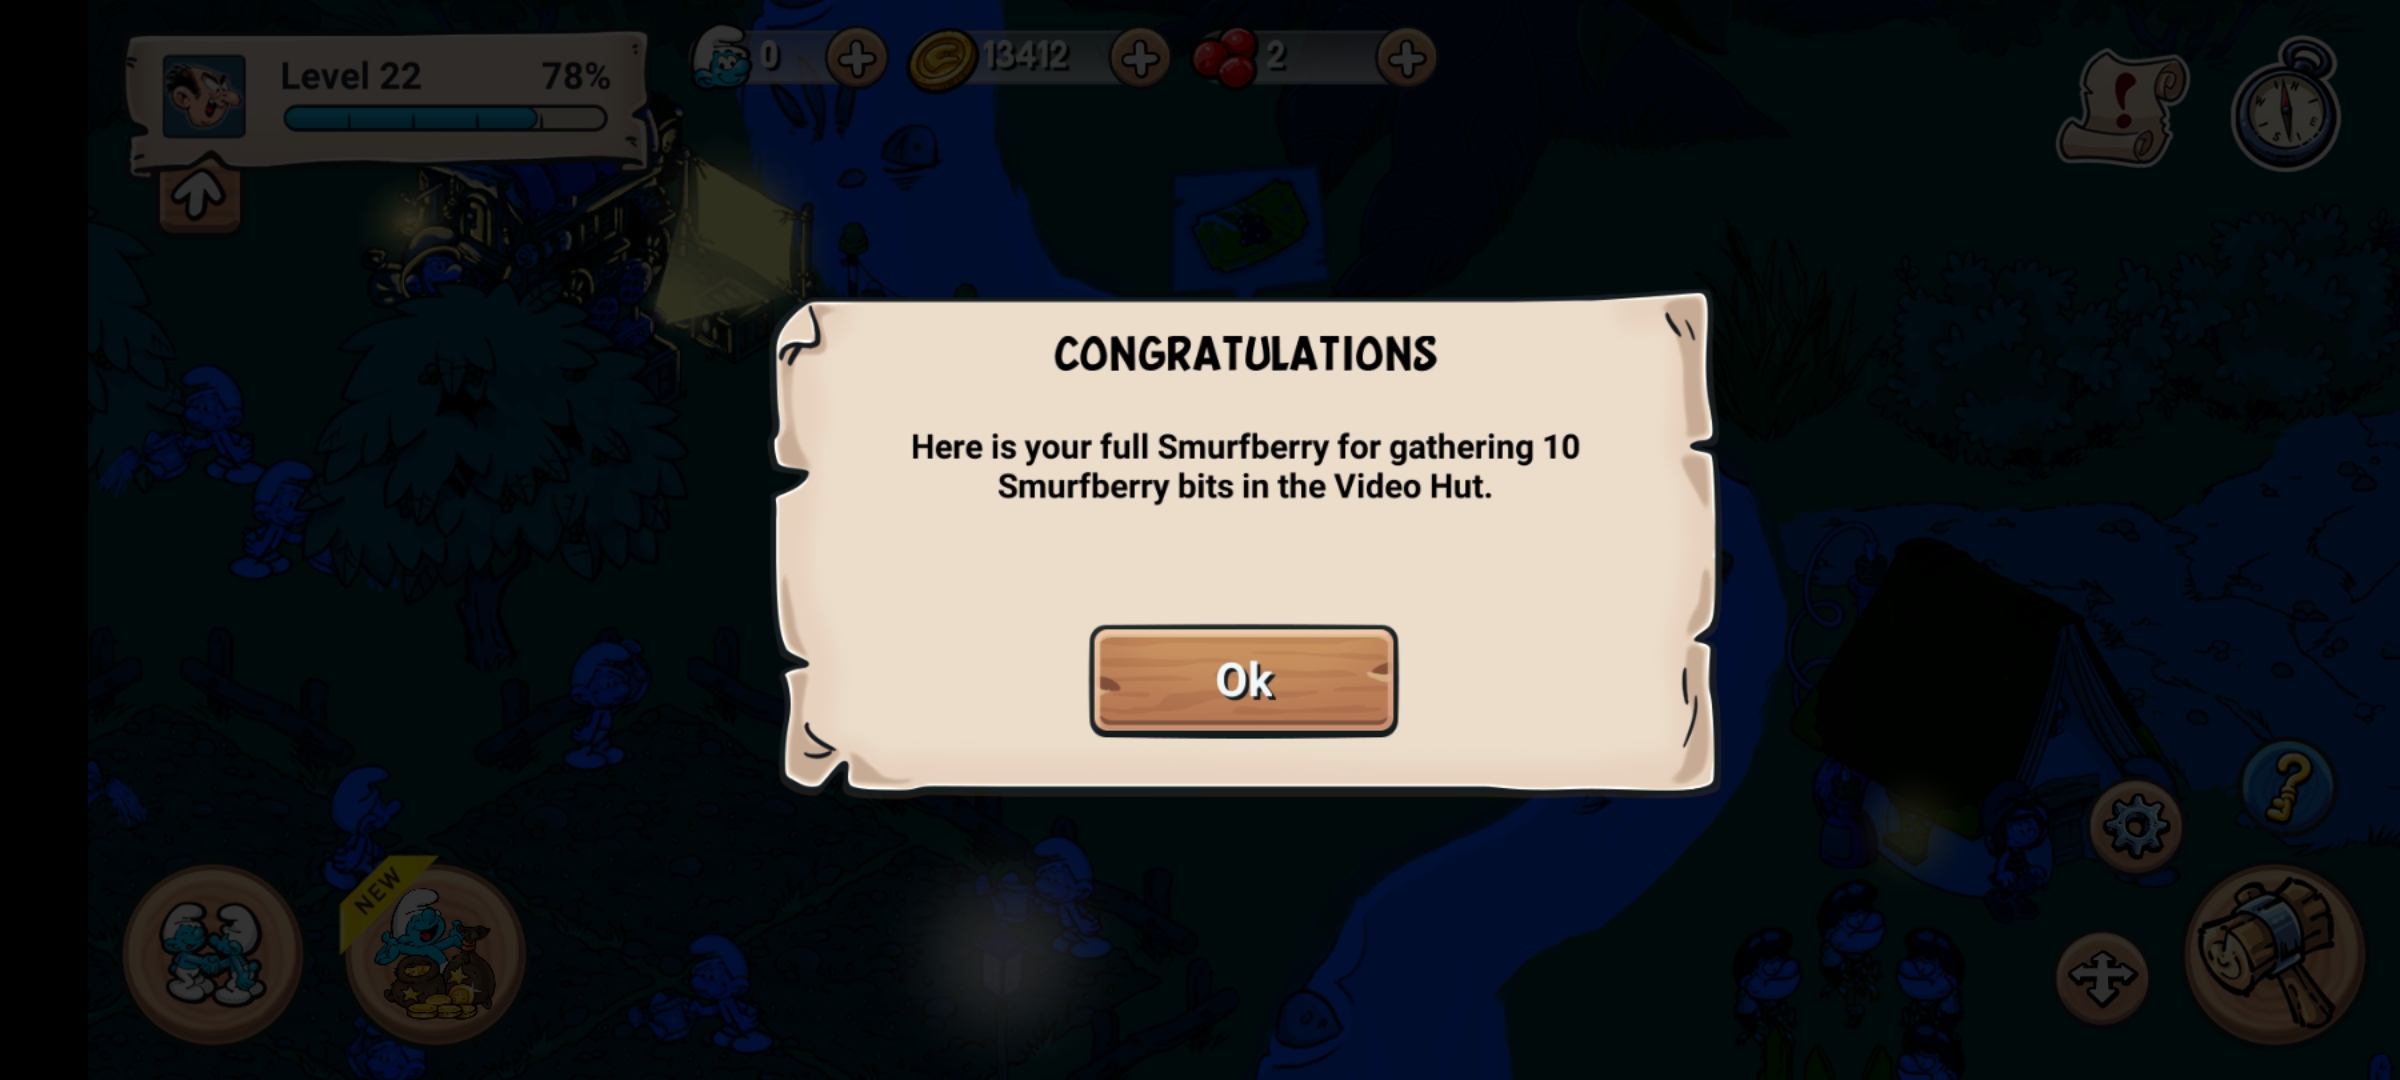 Level 22 78%
0
13412
2
CONGRATULATIONS
Here is your full Smurfberry for gathering 10
Smurfberry bits in the Video Hut.
Ok
NEW